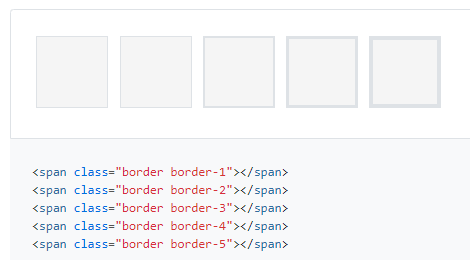 <span class="border border-1"></span>
<span class="border border-2"></span>
<span class="border border-3"></span>
<span class="border border-4"></span>
<span class="border border-5"></span>